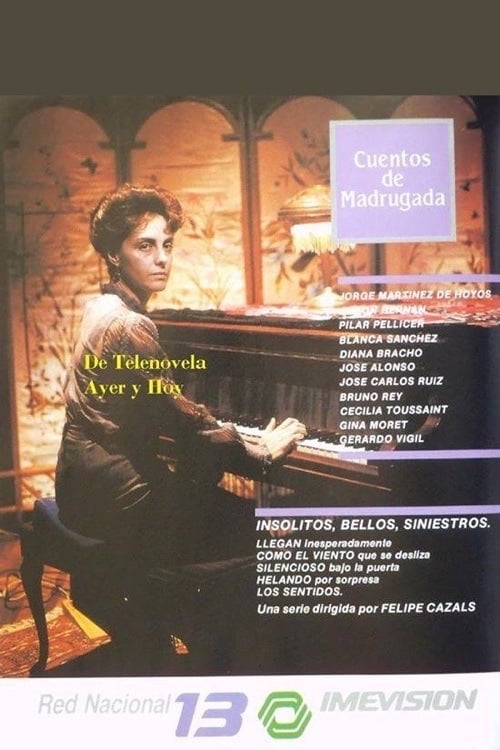 Cuentos
de
Madrugada
JORGE MARTINEZ DE HOYOS
HERNAN
PILAR PELLICER
BLANCA SANCHEZ
DIANA BRACHO
JOSE ALONSO
JOSE CARLOS RUIZ
BRUNO REY
CECILIA TOUSSAINT
GINA MORET
GERARDO VIGIL
De Telenovela
Ayer y Hoy
INSOLITOS, BELLOS, SINIESTROS.
LLEGAN Inesperadamente
COMO EL VIENTO que se desliza
SILENCIOSO bajo la puerta
HELANDO por sorpresa
LOS SENTIDOS.
Una serie dirigida por FELIPE CAZALS
Red Nacional 13 IMEVISION